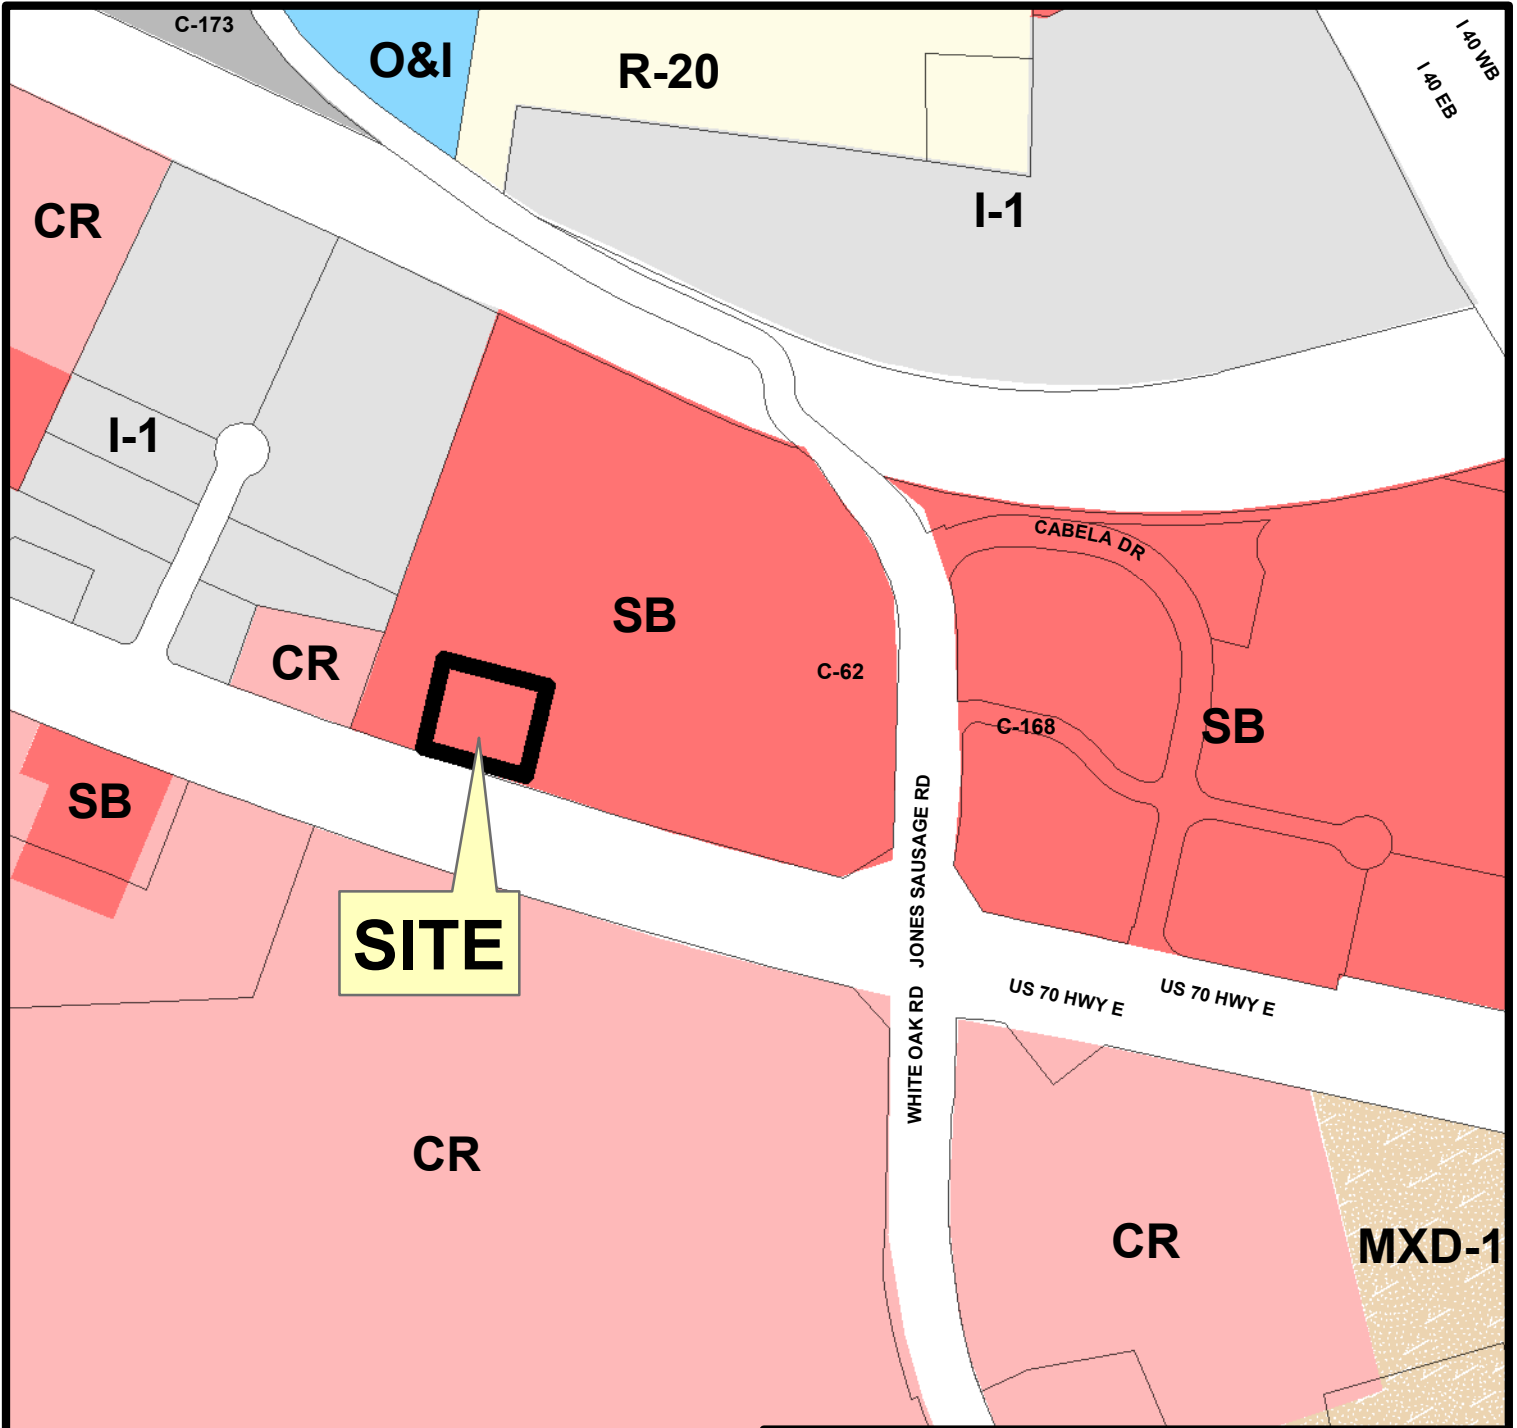 C-173
O&I
R-20
I 40 WB
I 40 EB
CR
I-1
I-1
CABELA DR
SB
CR
C-62
C-168
SB
SB
JONES SAUSAGE RD
SITE
WHITE OAK RD
US 70 HWY E
US 70 HWY E
CR
CR
MXD-1